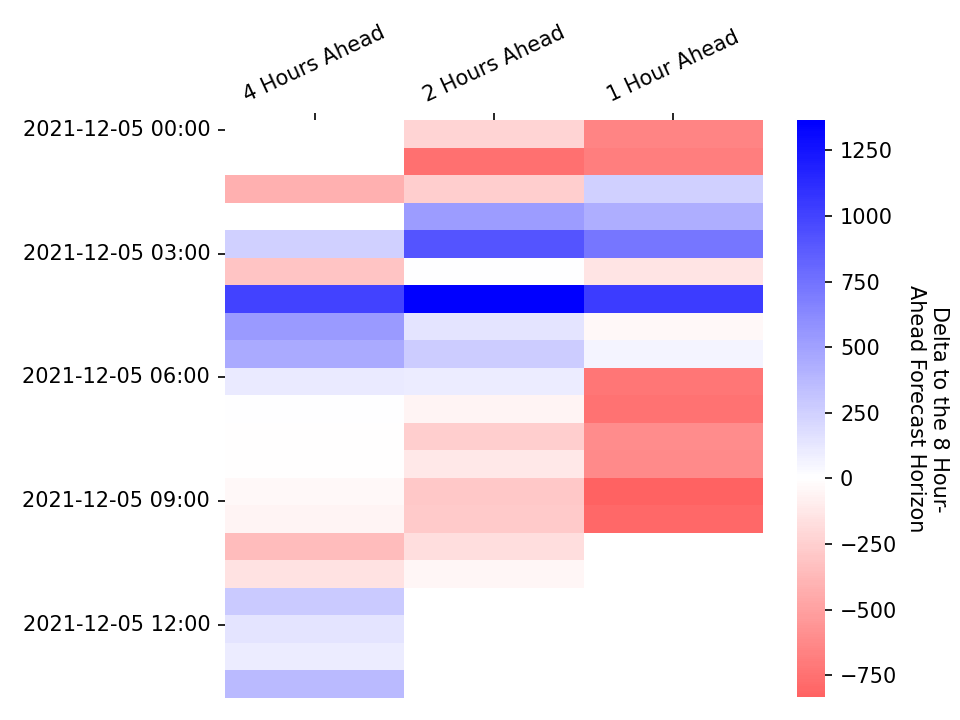 4 Hours Ahead
2 Hours Ahead
1 Hour Ahead
2021-12-05 00:00
2021-12-05 03:00
2021-12-05 06:00
2021-12-05 09:00
2021-12-05 12:00
1250
1000
750
500
250
0
−250
−500
−750
Delta to the 8 Hour-
Ahead Forecast Horizon